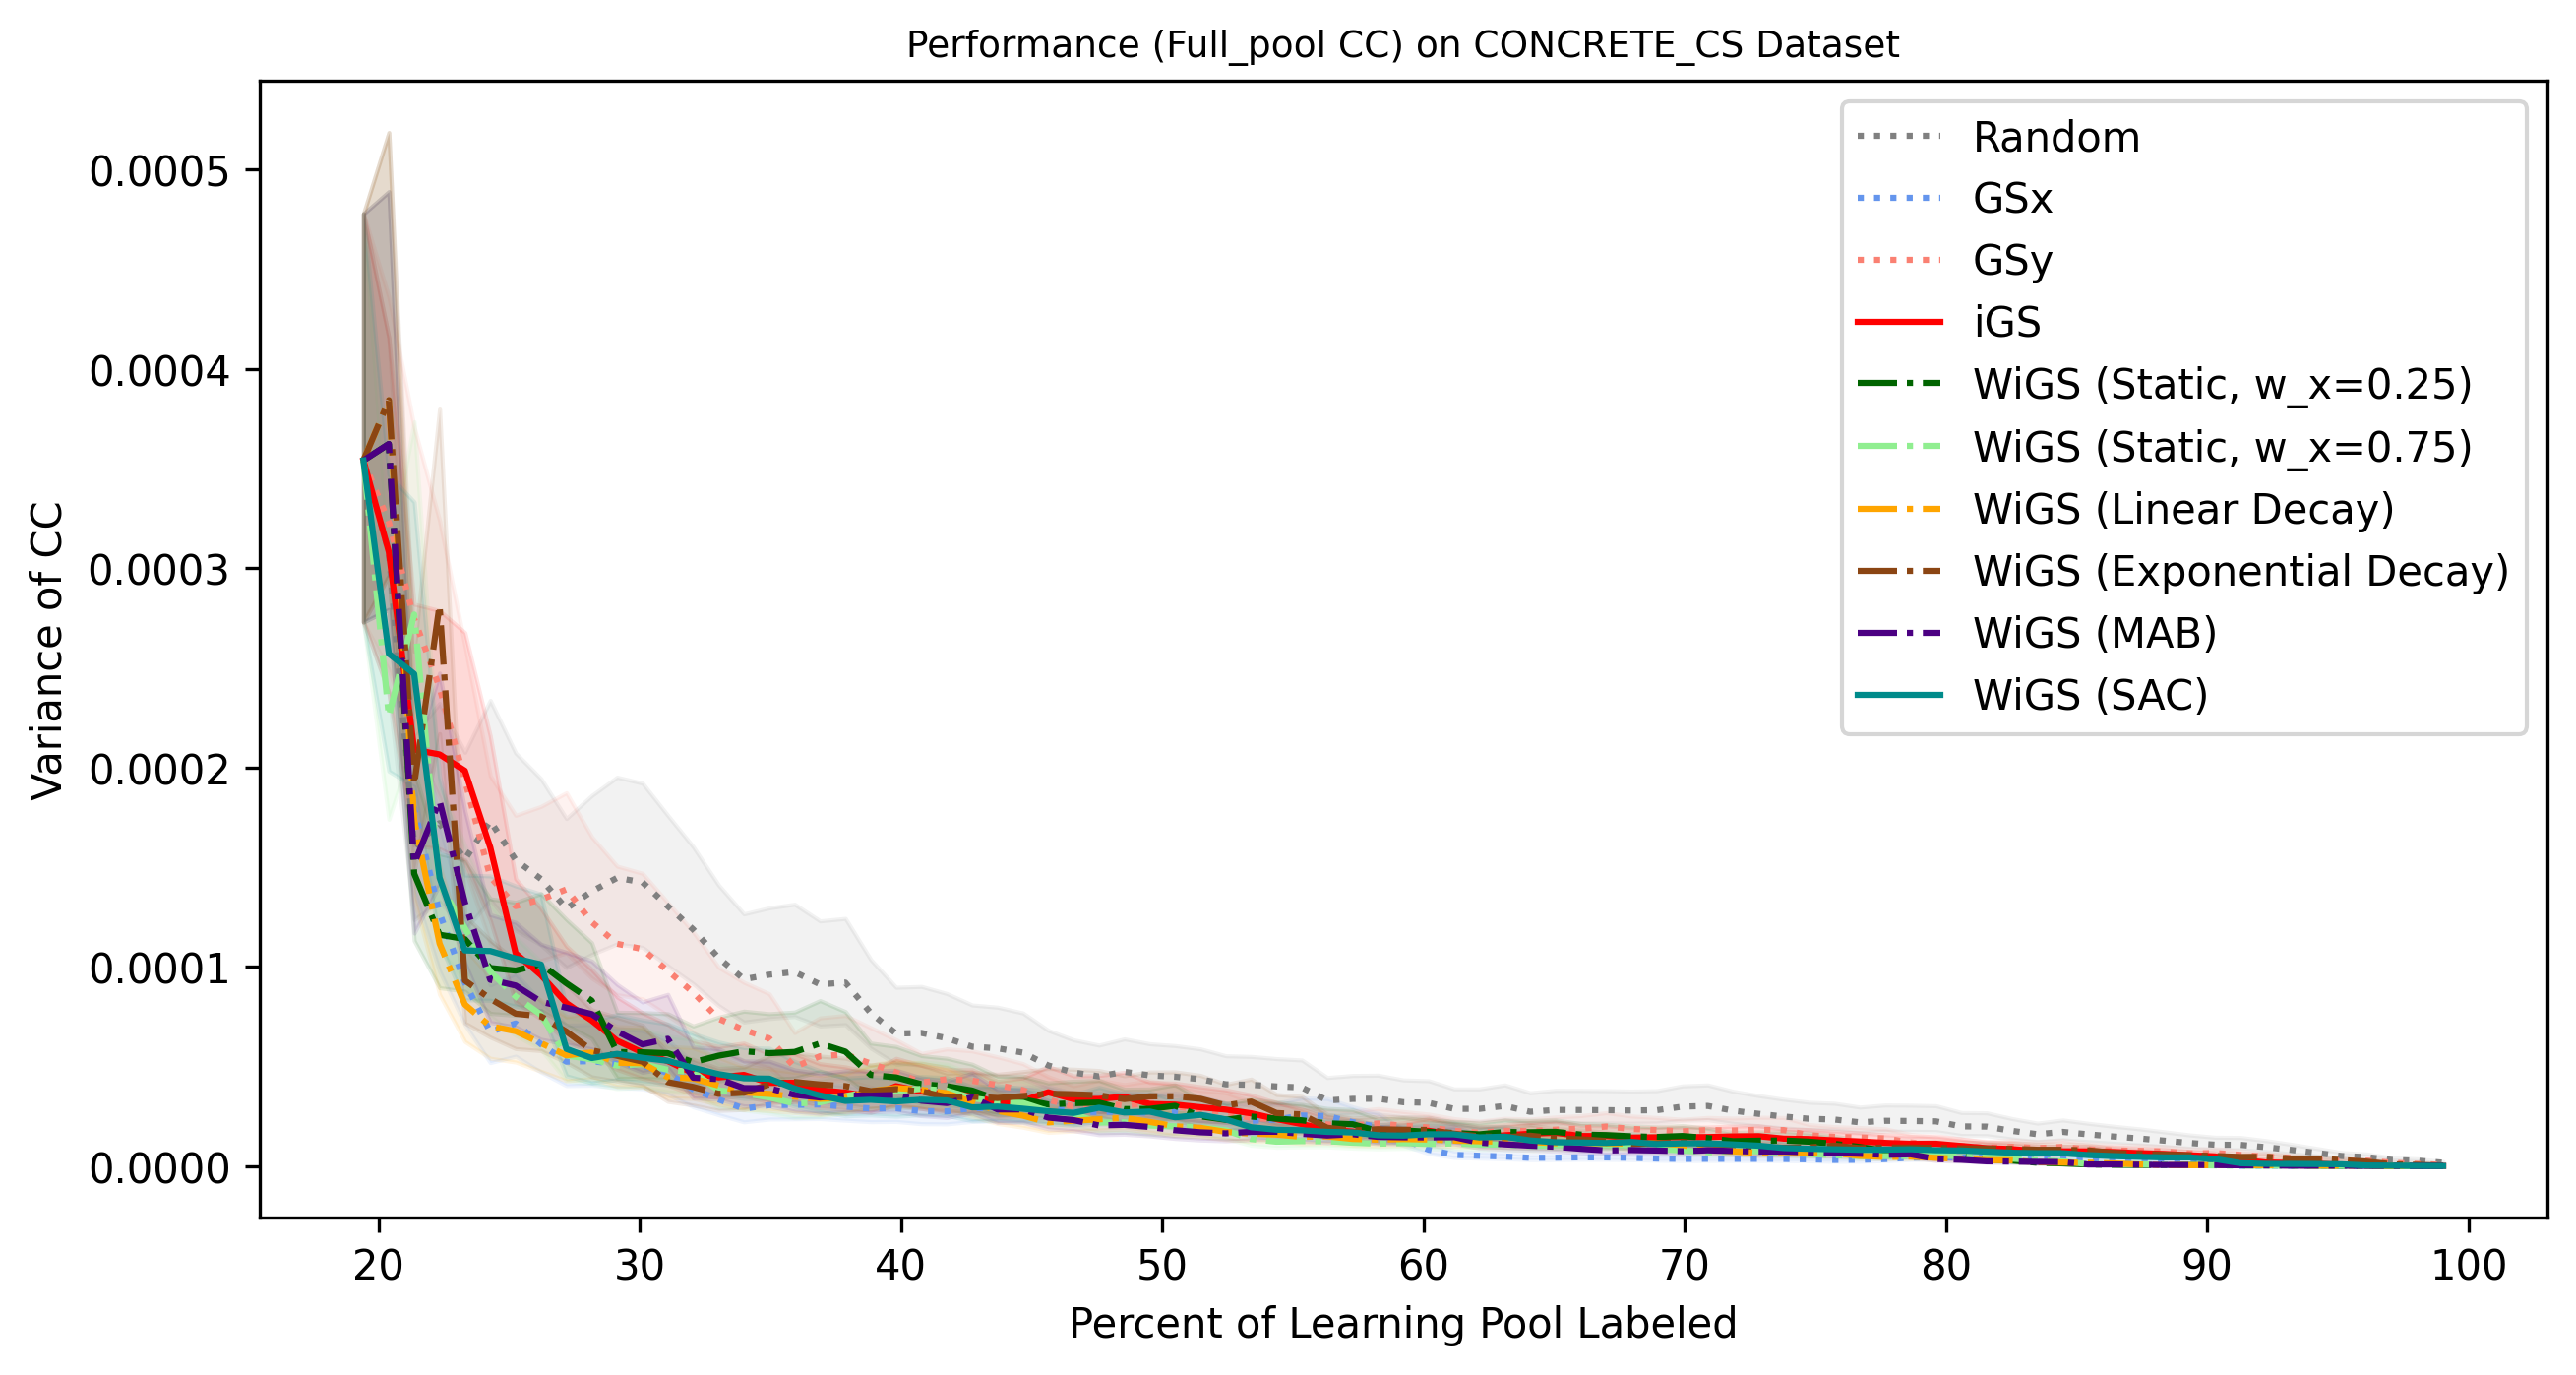 Performance (Full_pool CC) on CONCRETE_CS Dataset
Variance of CC
0.0005
0.0004
0.0003
0.0002
0.0001
0.0000
Random
GSx
GSy
iGS
WiGS (Static, w_x=0.25)
WiGS (Static, w_x=0.75)
WiGS (Linear Decay)
WiGS (Exponential Decay)
WiGS (MAB)
WiGS (SAC)
20 30 40 50 60 70 80 90 100
Percent of Learning Pool Labeled